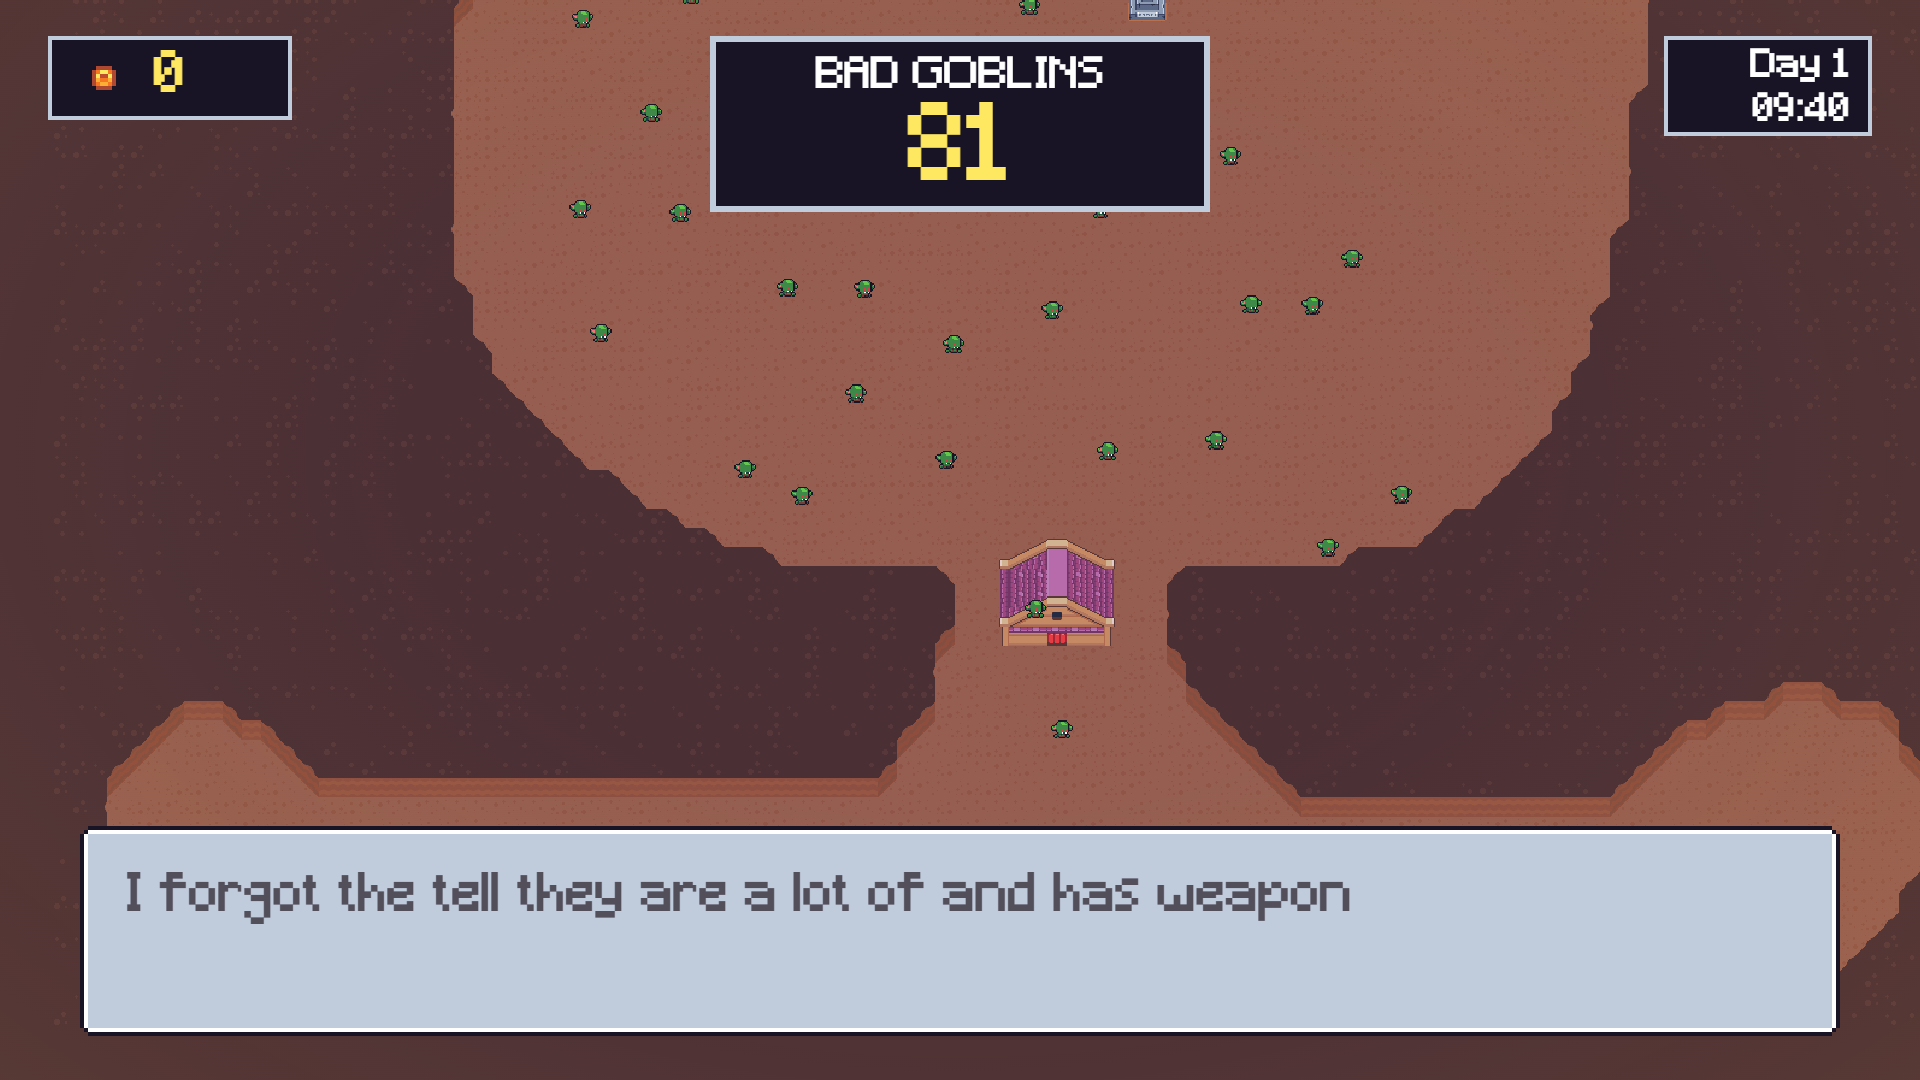 0
BAD GOBLINS
81
Day 1
09:40
I forgot the tell they are a lot of and has weapon